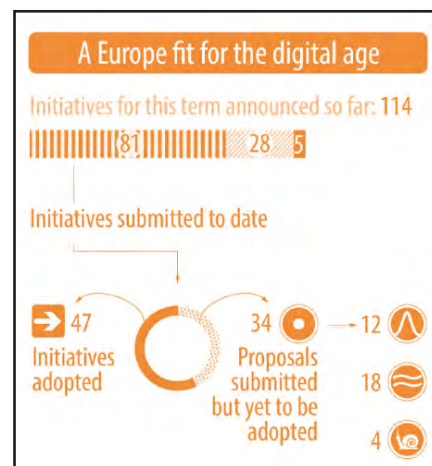 A Europe fit for the digital age
Initiatives for this term announced so far: 114
81 28 5
Initiatives submitted to date
47
Initiatives
adopted
34
Proposals
submitted
but yet to be
adopted
12
18
4